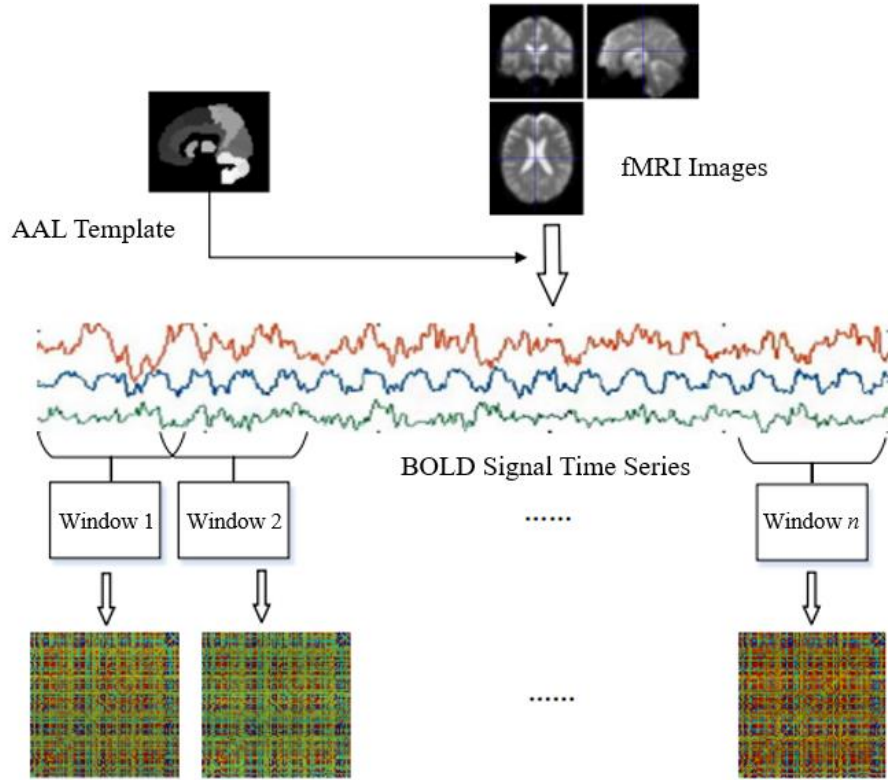 fMRI Images
AAL Template
BOLD Signal Time Series
Window 1
Window 2
......
Window n
......